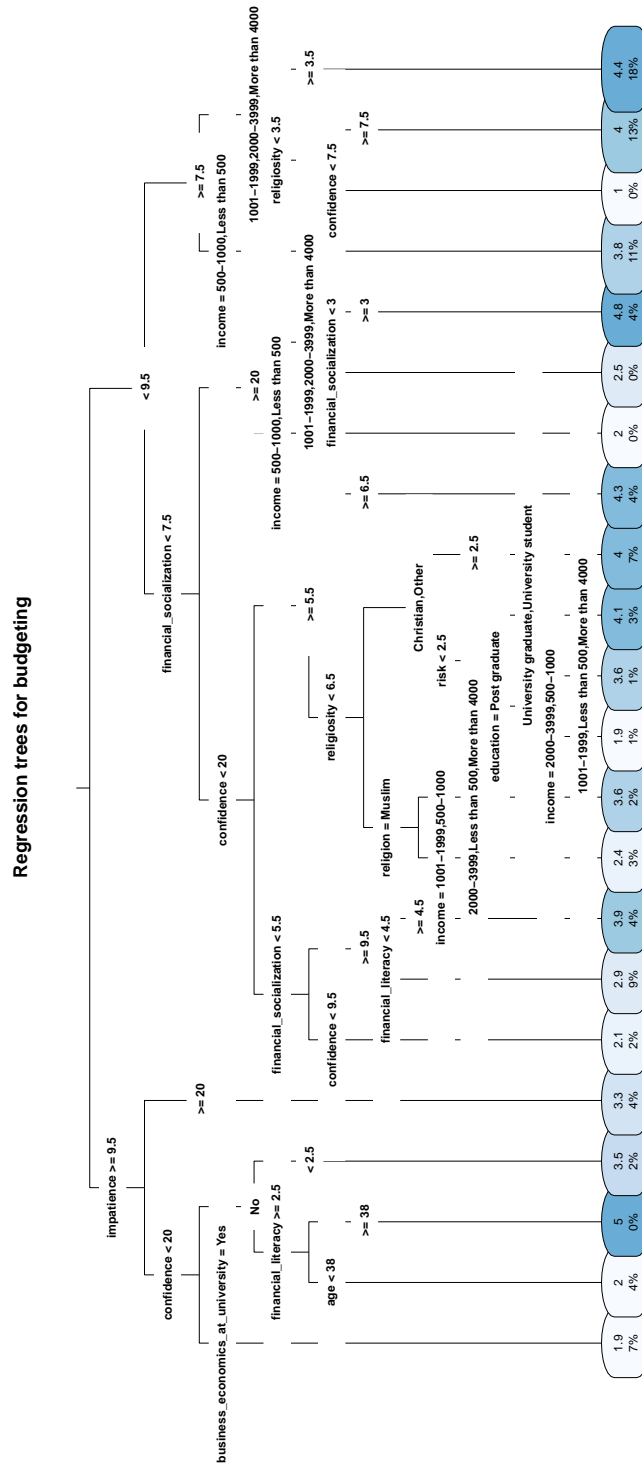 Regression trees for budgeting
impatience >= 9.5
< 9.5
confidence < 20
>= 20
financial_socialization < 7.5
>= 7.5
business_economics_at_university = Yes
No
confidence < 20
>= 20
income = 500−1000,Less than 500
1001−1999,2000−3999,More than 4000
financial_literacy >= 2.5
< 2.5
financial_socialization < 5.5
>= 5.5
income = 500−1000,Less than 500
1001−1999,2000−3999,More than 4000
religiosity < 3.5
>= 3.5
age < 38
>= 38
confidence < 9.5
>= 9.5
religiosity < 6.5
>= 6.5
financial_socialization < 3
>= 3
confidence < 7.5
>= 7.5
financial_literacy < 4.5
>= 4.5
religion = Muslim
Christian,Other
income = 1001−1999,500−1000
2000−3999,Less than 500,More than 4000
risk < 2.5
>= 2.5
education = Post graduate
University graduate,University student
income = 2000−3999,500−1000
1001−1999,Less than 500,More than 4000
1.9
7%
2
4%
5
0%
3.5
2%
3.3
4%
2.1
2%
2.9
9%
3.9
4%
2.4
3%
3.6
2%
1.9
1%
3.6
1%
4.1
3%
4
7%
4.3
4%
2
0%
2.5
0%
4.8
4%
3.8
11%
1
0%
4
13%
4.4
18%